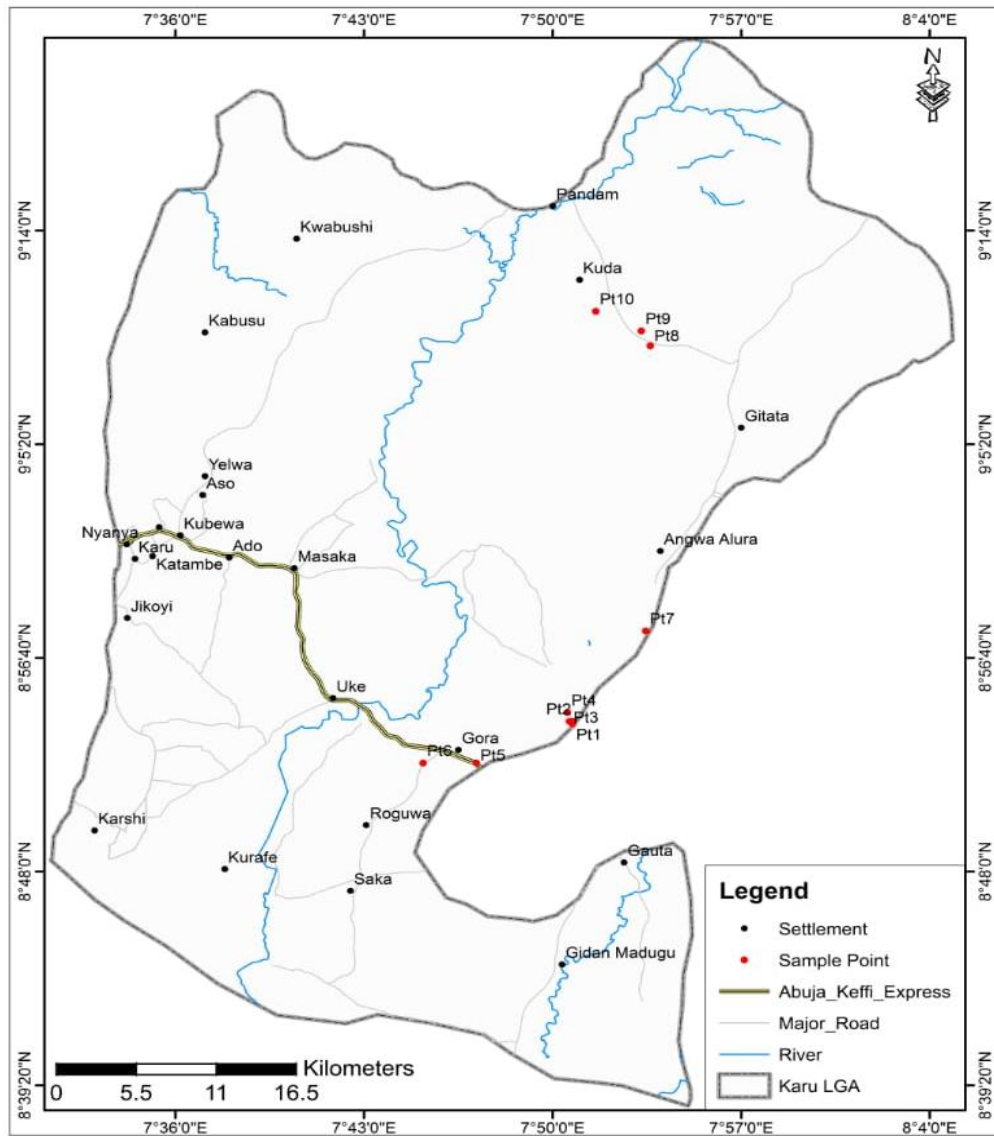 7°36'0"E 7°43'0"E 7°50'0"E 7°57'0"E 8°4'0"E
N
Pandam
9°14'0"N 9°14'0"N
Kwabushi
Kuda
Pt10
Pt9
Kabusu
Pt8
Gitata
9°5'20"N 9°5'20"N
Yelwa
Aso
Nyanya Kubewa
Karu Ado
Katambe Masaka
Angwa Alura
Jikoyi
Pt7
8°56'40"N 8°56'40"N
Uke
Pt2 Pt4
Pt3
Pt1
Gora
Pt6 Pt5
Roguwa
Karshi
Kurafe
Gauta
8°48'0"N 8°48'0"N
Saka
Gidan Madugu
Legend
Settlement
Sample Point
Abuja_Keffi_Express
Major_Road
River
Karu LGA
Kilometers
0 5.5 11 16.5
8°39'20"N 8°39'20"N
7°36'0"E 7°43'0"E 7°50'0"E 7°57'0"E 8°4'0"E